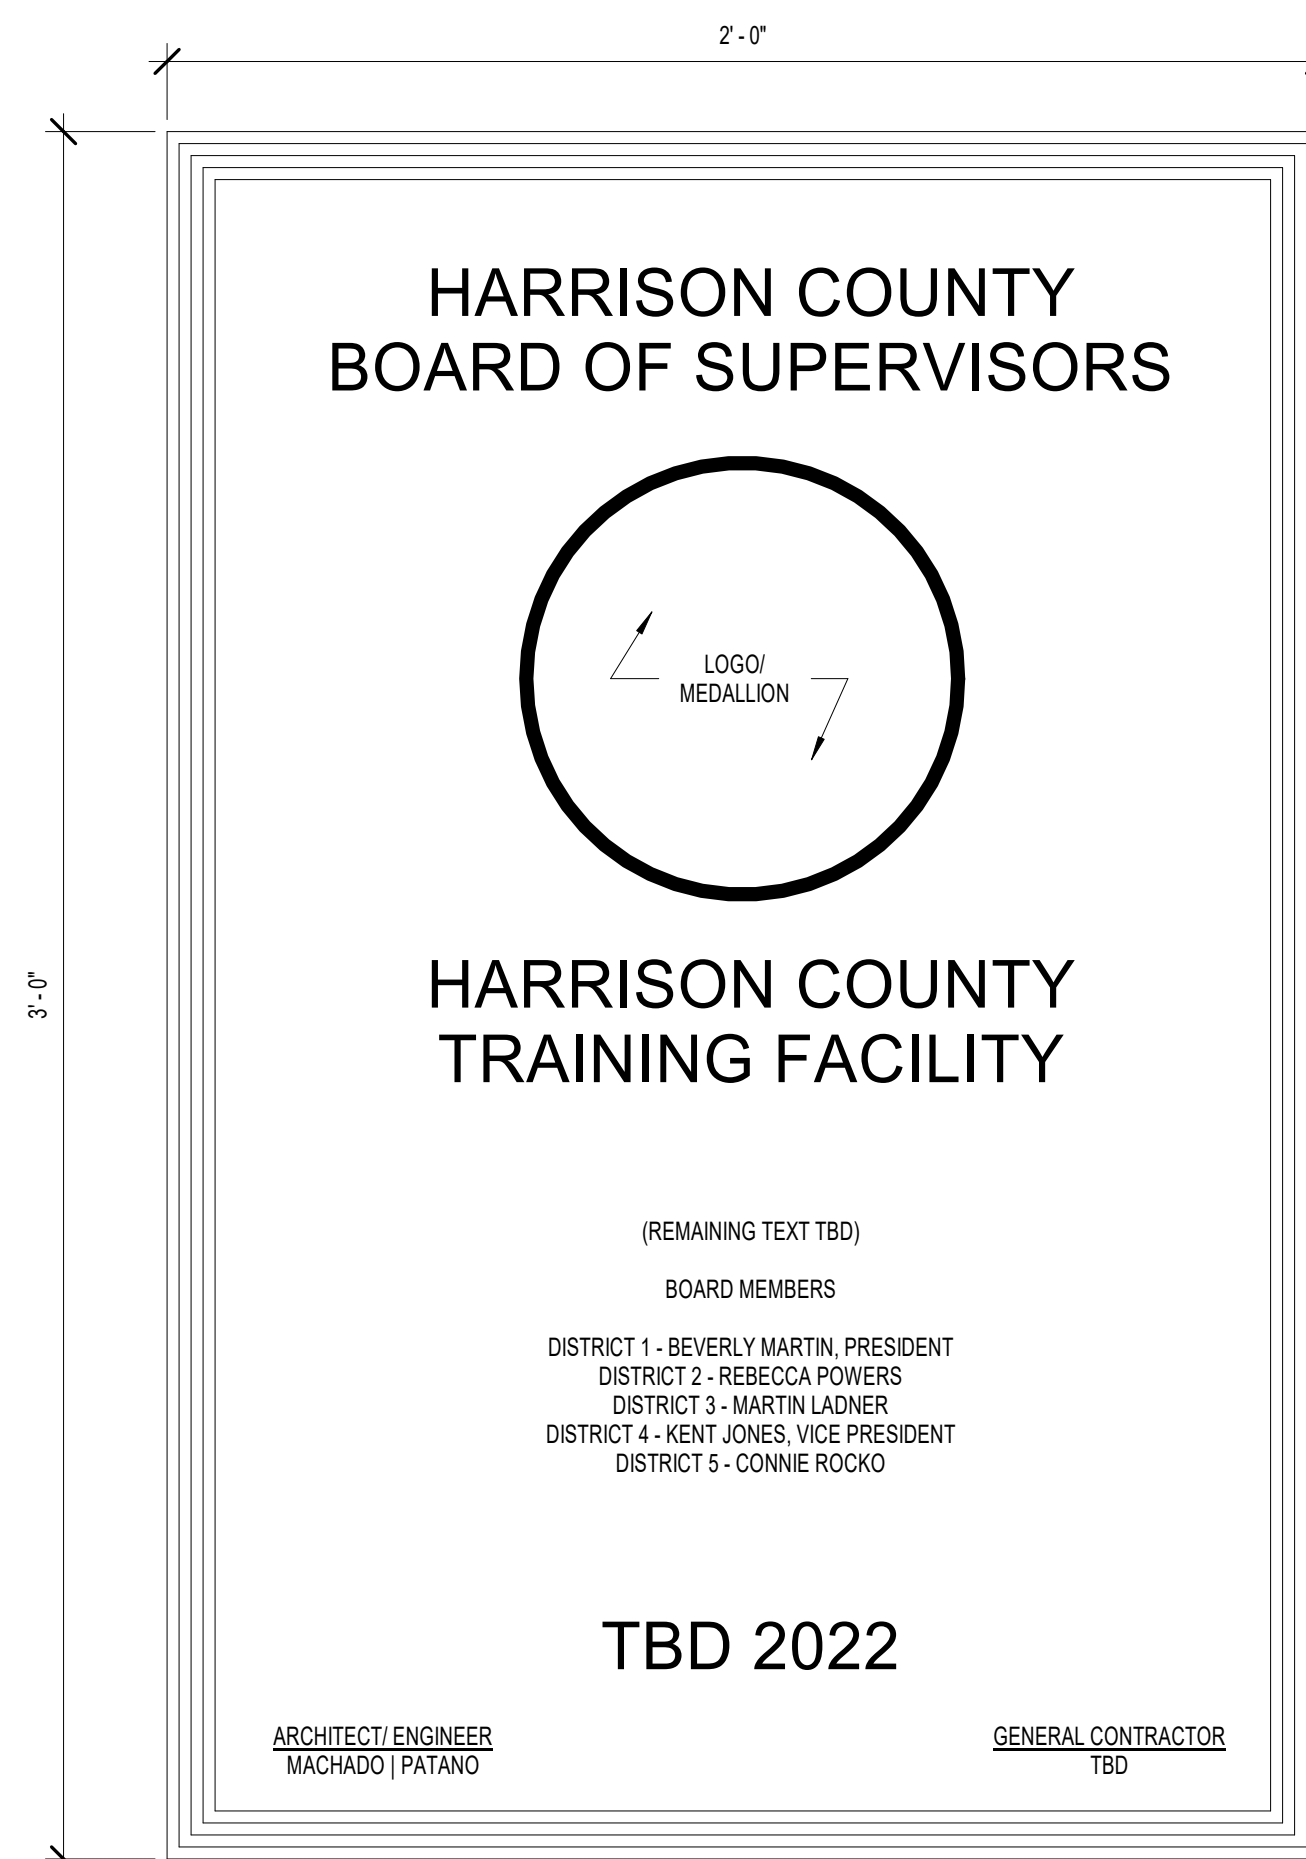 2' - 0"
HARRISON COUNTY
BOARD OF SUPERVISORS
LOGO/
MEDALLION
3' - 0"
HARRISON COUNTY
TRAINING FACILITY
(REMAINING TEXT TBD)
BOARD MEMBERS
DISTRICT 1 - BEVERLY MARTIN, PRESIDENT
DISTRICT 2 - REBECCA POWERS
DISTRICT 3 - MARTIN LADNER
DISTRICT 4 - KENT JONES, VICE PRESIDENT
DISTRICT 5 - CONNIE ROCKO
TBD 2022
ARCHITECT/ ENGINEER
MACHADO | PATANO
GENERAL CONTRACTOR
TBD